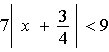 7| x + 3/4 | < 9